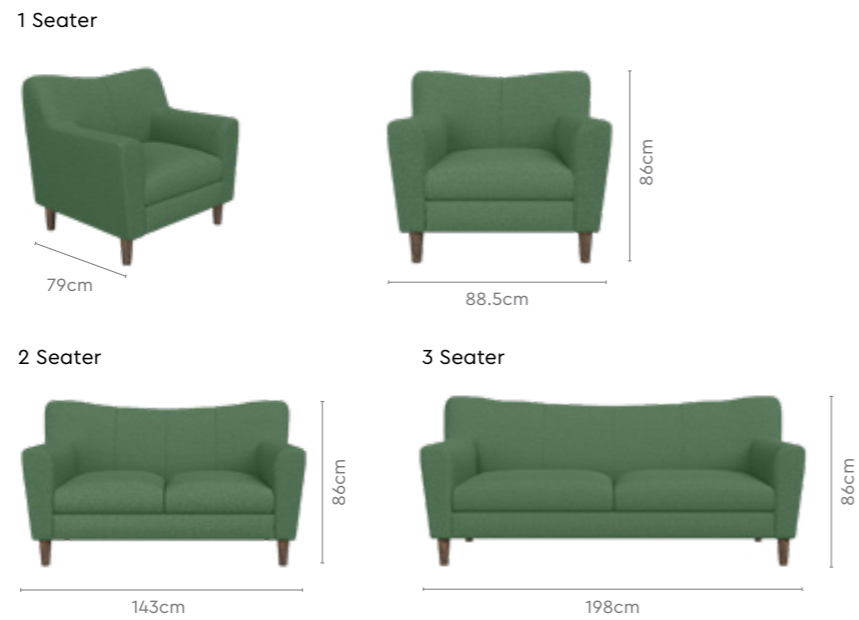 1 Seater
86cm
79cm
88.5cm
2 Seater
3 Seater
86cm
86cm
143cm
198cm